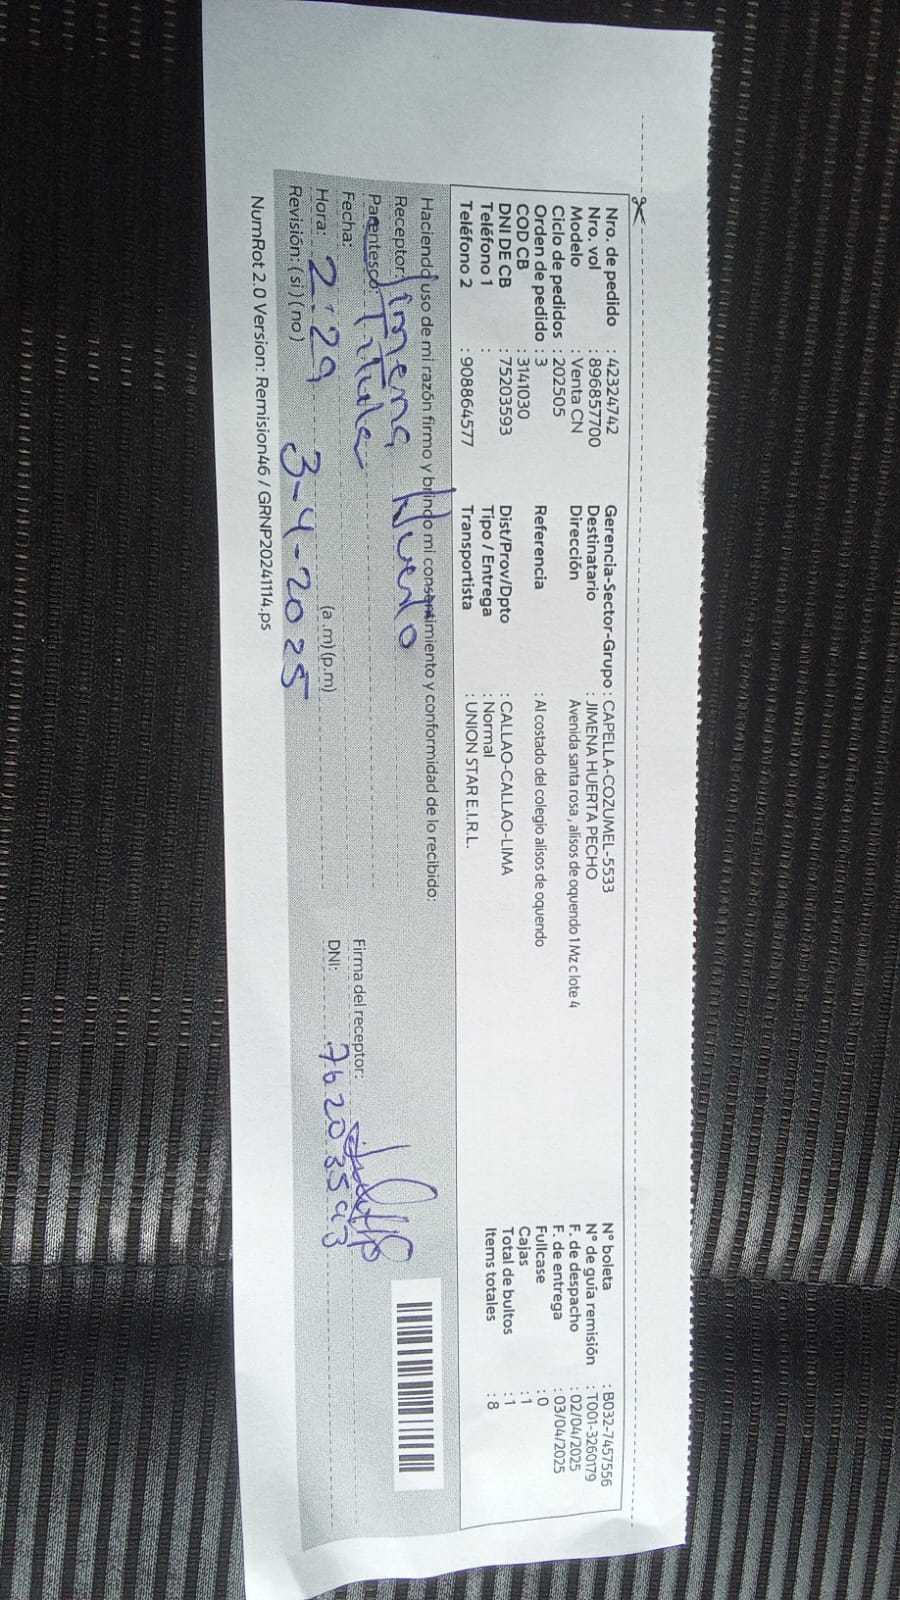 Nro. de pedido : 42324742 Gerencia-Sector-Grupo : CAPELLA-COZUMEL-5533 N° boleta : B032-7457556
Nro. vol : 896857700 Destinatario : JIMENA HUERTA PECHO N° de guia remisión : T001-3260179
Modelo : Venta CN Dirección Avenida santa rosa , alisos de oquendo 1 Mz c lote 4 F. de despacho : 02/04/2025
Ciclo de pedidos : 202505 F. de entrega : 03/04/2025
Orden de pedido : 3 Referencia : Al costado del colegio alisos de oquendo Fullcase : 0
COD CB : 3141030 Cajas : 1
DNI DE CB : 75203593 Dist/Prov/Dpto : CALLAO-CALLAO-LIMA Total de bultos : 1
Teléfono 1 : Tipo / Entrega : Normal Items totales : 8
Teléfono 2 : 908864577 Transportista : UNION STAR E.I.R.L.
Haciendo uso de mi razón firmo y brindo mi consentimiento y conformidad de lo recibido:
Receptor: Jimena
Parentesco: Titular Firma del receptor:
Fecha: DNI: 76203593
Hora: 2:29 (a .m) (p.m)
3-4-2025
Revisión: ( si ) ( no )
NumRot 2.0 Version: Remision46 / GRNP20241114.ps